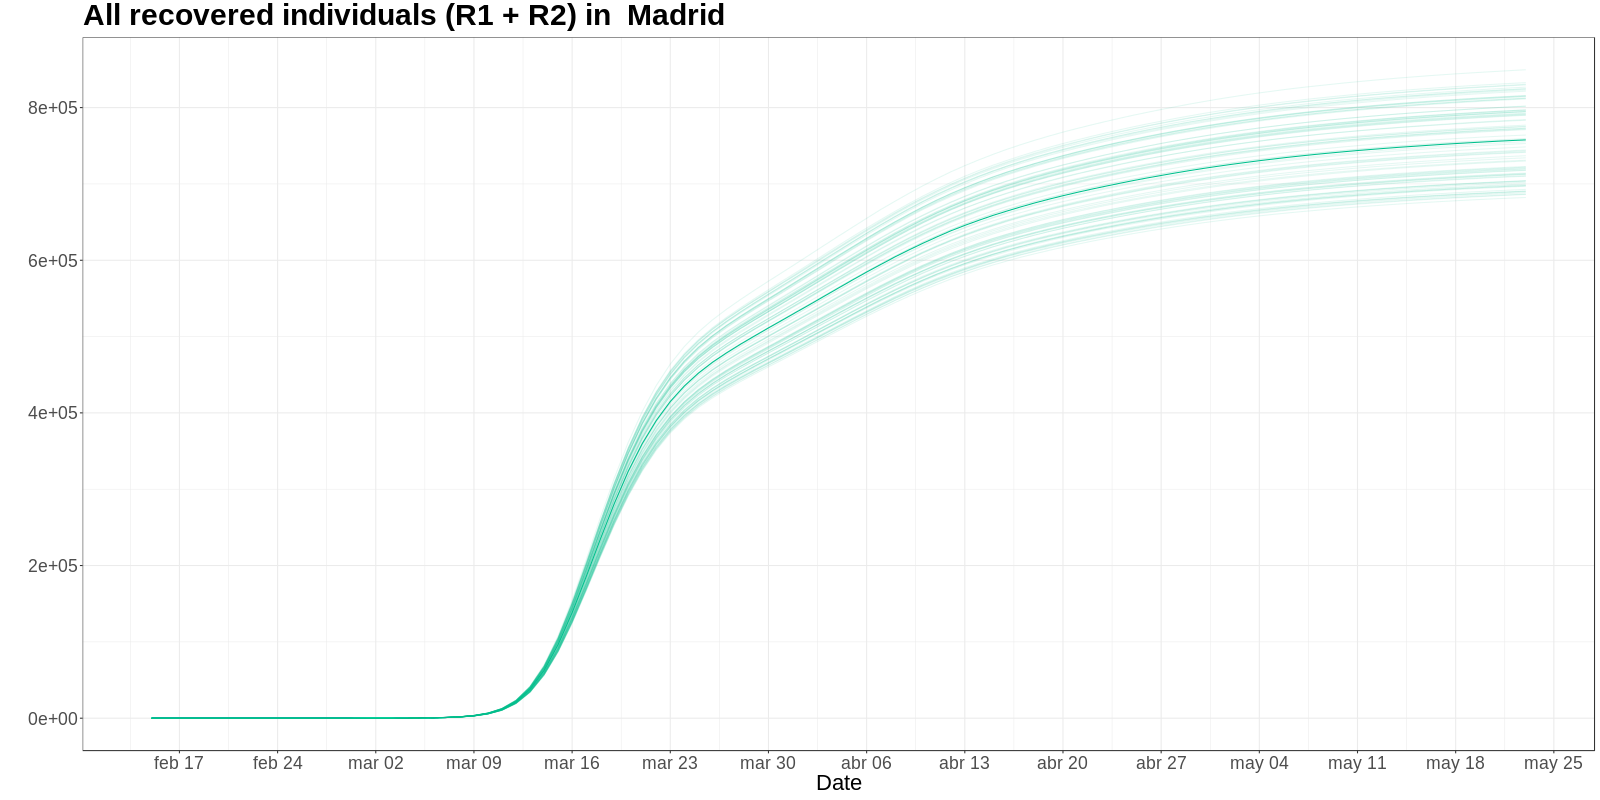 All recovered individuals (R1 + R2) in  Madrid
8e+05
6e+05
4e+05
2e+05
0e+00
feb 17 feb 24 mar 02 mar 09 mar 16 mar 23 mar 30 abr 06 abr 13 abr 20 abr 27 may 04 may 11 may 18 may 25
Date